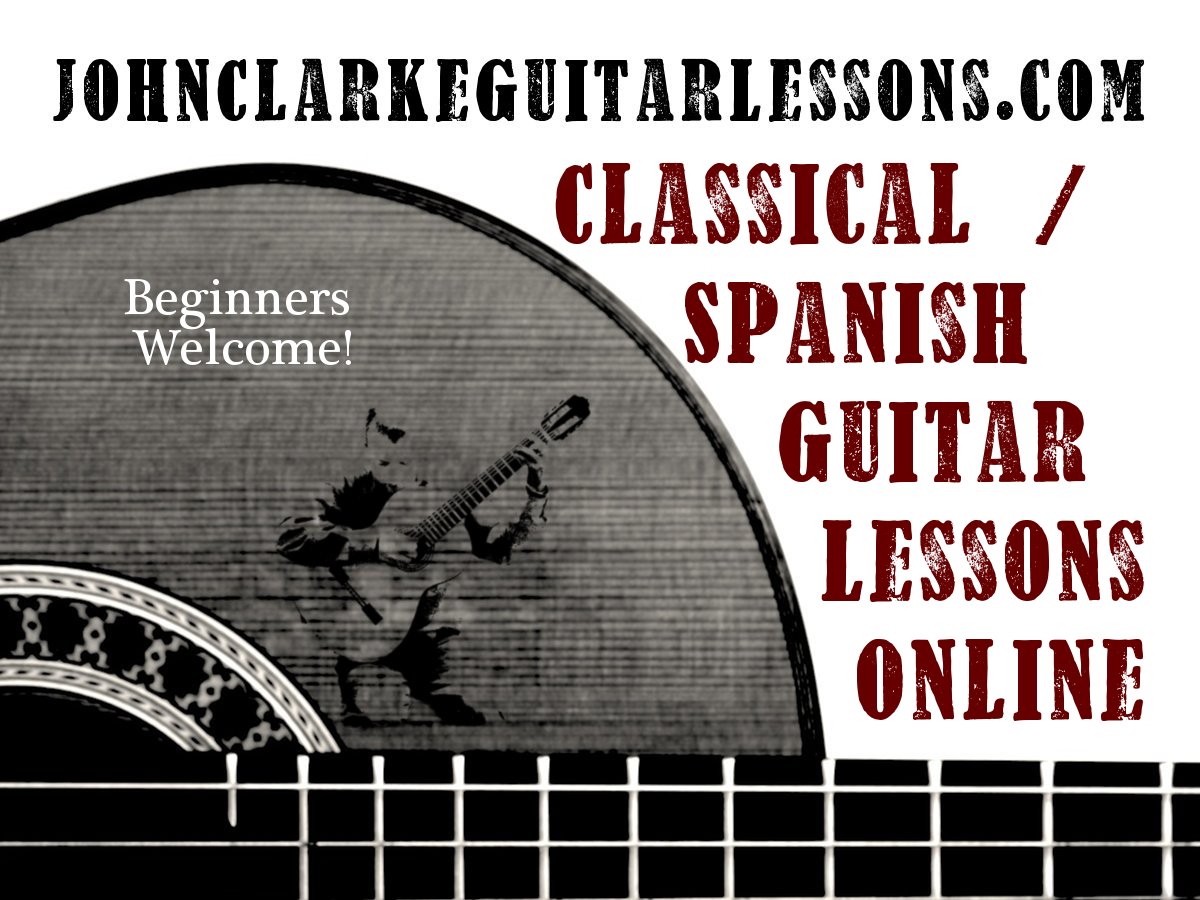 JOHNCLARKEGUITARLESSONS.COM
CLASSICAL /
SPANISH
GUITAR
LESSONS
ONLINE
Beginners
Welcome!